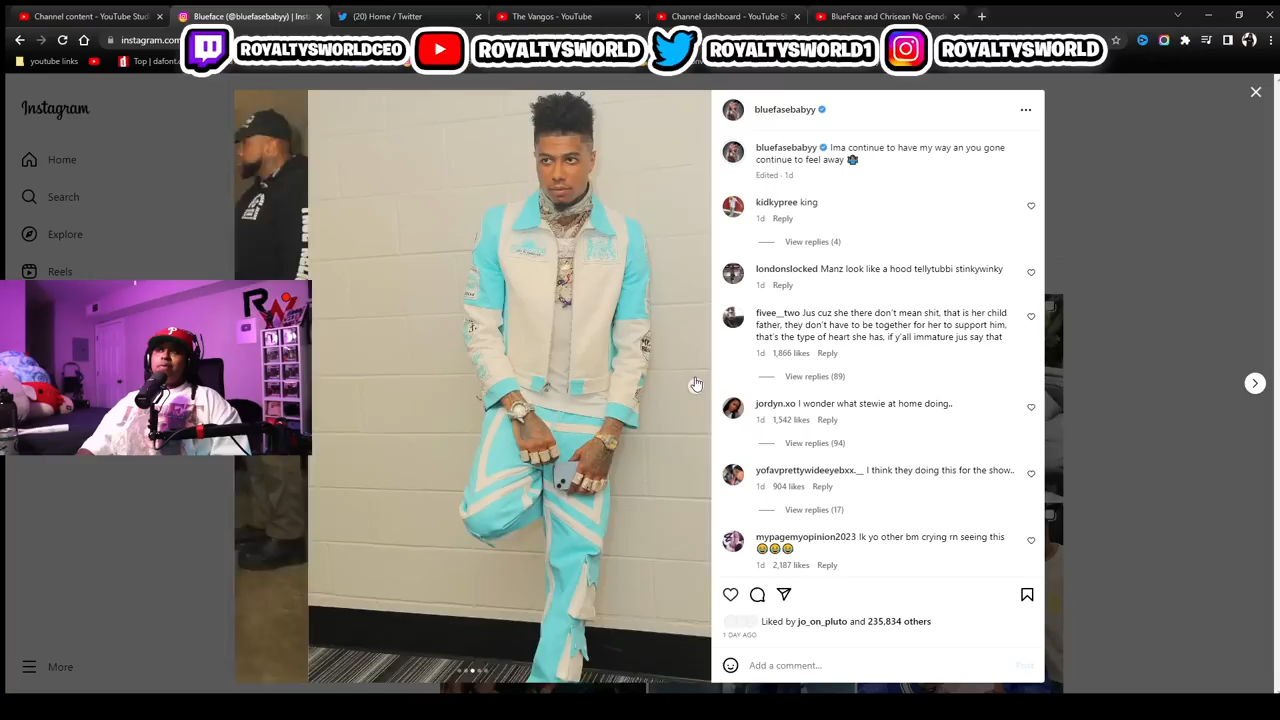 Channel content - YouTube Studi
Blueface (@bluefasebabyy) | Inst
(20) Home / Twitter
The Vangos - YouTube
Channel dashboard - YouTube S
BlueFace and Chrisean No Gende
instagram.com
ROYALTYSWORLDCEO
ROYALTYSWORLD
ROYALTYSWORLD1
ROYALTYSWORLD
youtube links
Top | dafont.c
Instagram
Home
Search
Explore
Reels
More
bluefasebabyy
bluefasebabyy Ima continue to have my way an you gone
continue to feel away 🤷🏿‍♂️
Edited · 1d
kidkypree king
1d Reply
View replies (4)
londonslocked Manz look like a hood tellytubbi stinkywinky
1d Reply
fivee__two Jus cuz she there don't mean shit, that is her child
father, they don't have to be together for her to support him,
that's the type of heart she has, if y'all immature jus say that
1d 1,866 likes Reply
View replies (89)
jordyn.xo I wonder what stewie at home doing..
1d 1,542 likes Reply
View replies (94)
yofavprettywideeyebxx.__ I think they doing this for the show..
1d 904 likes Reply
View replies (17)
mypagemyopinion2023 Ik yo other bm crying rn seeing this
😂😂😂
1d 2,187 likes Reply
Liked by jo_on_pluto and 235,834 others
1 DAY AGO
Add a comment...
Post